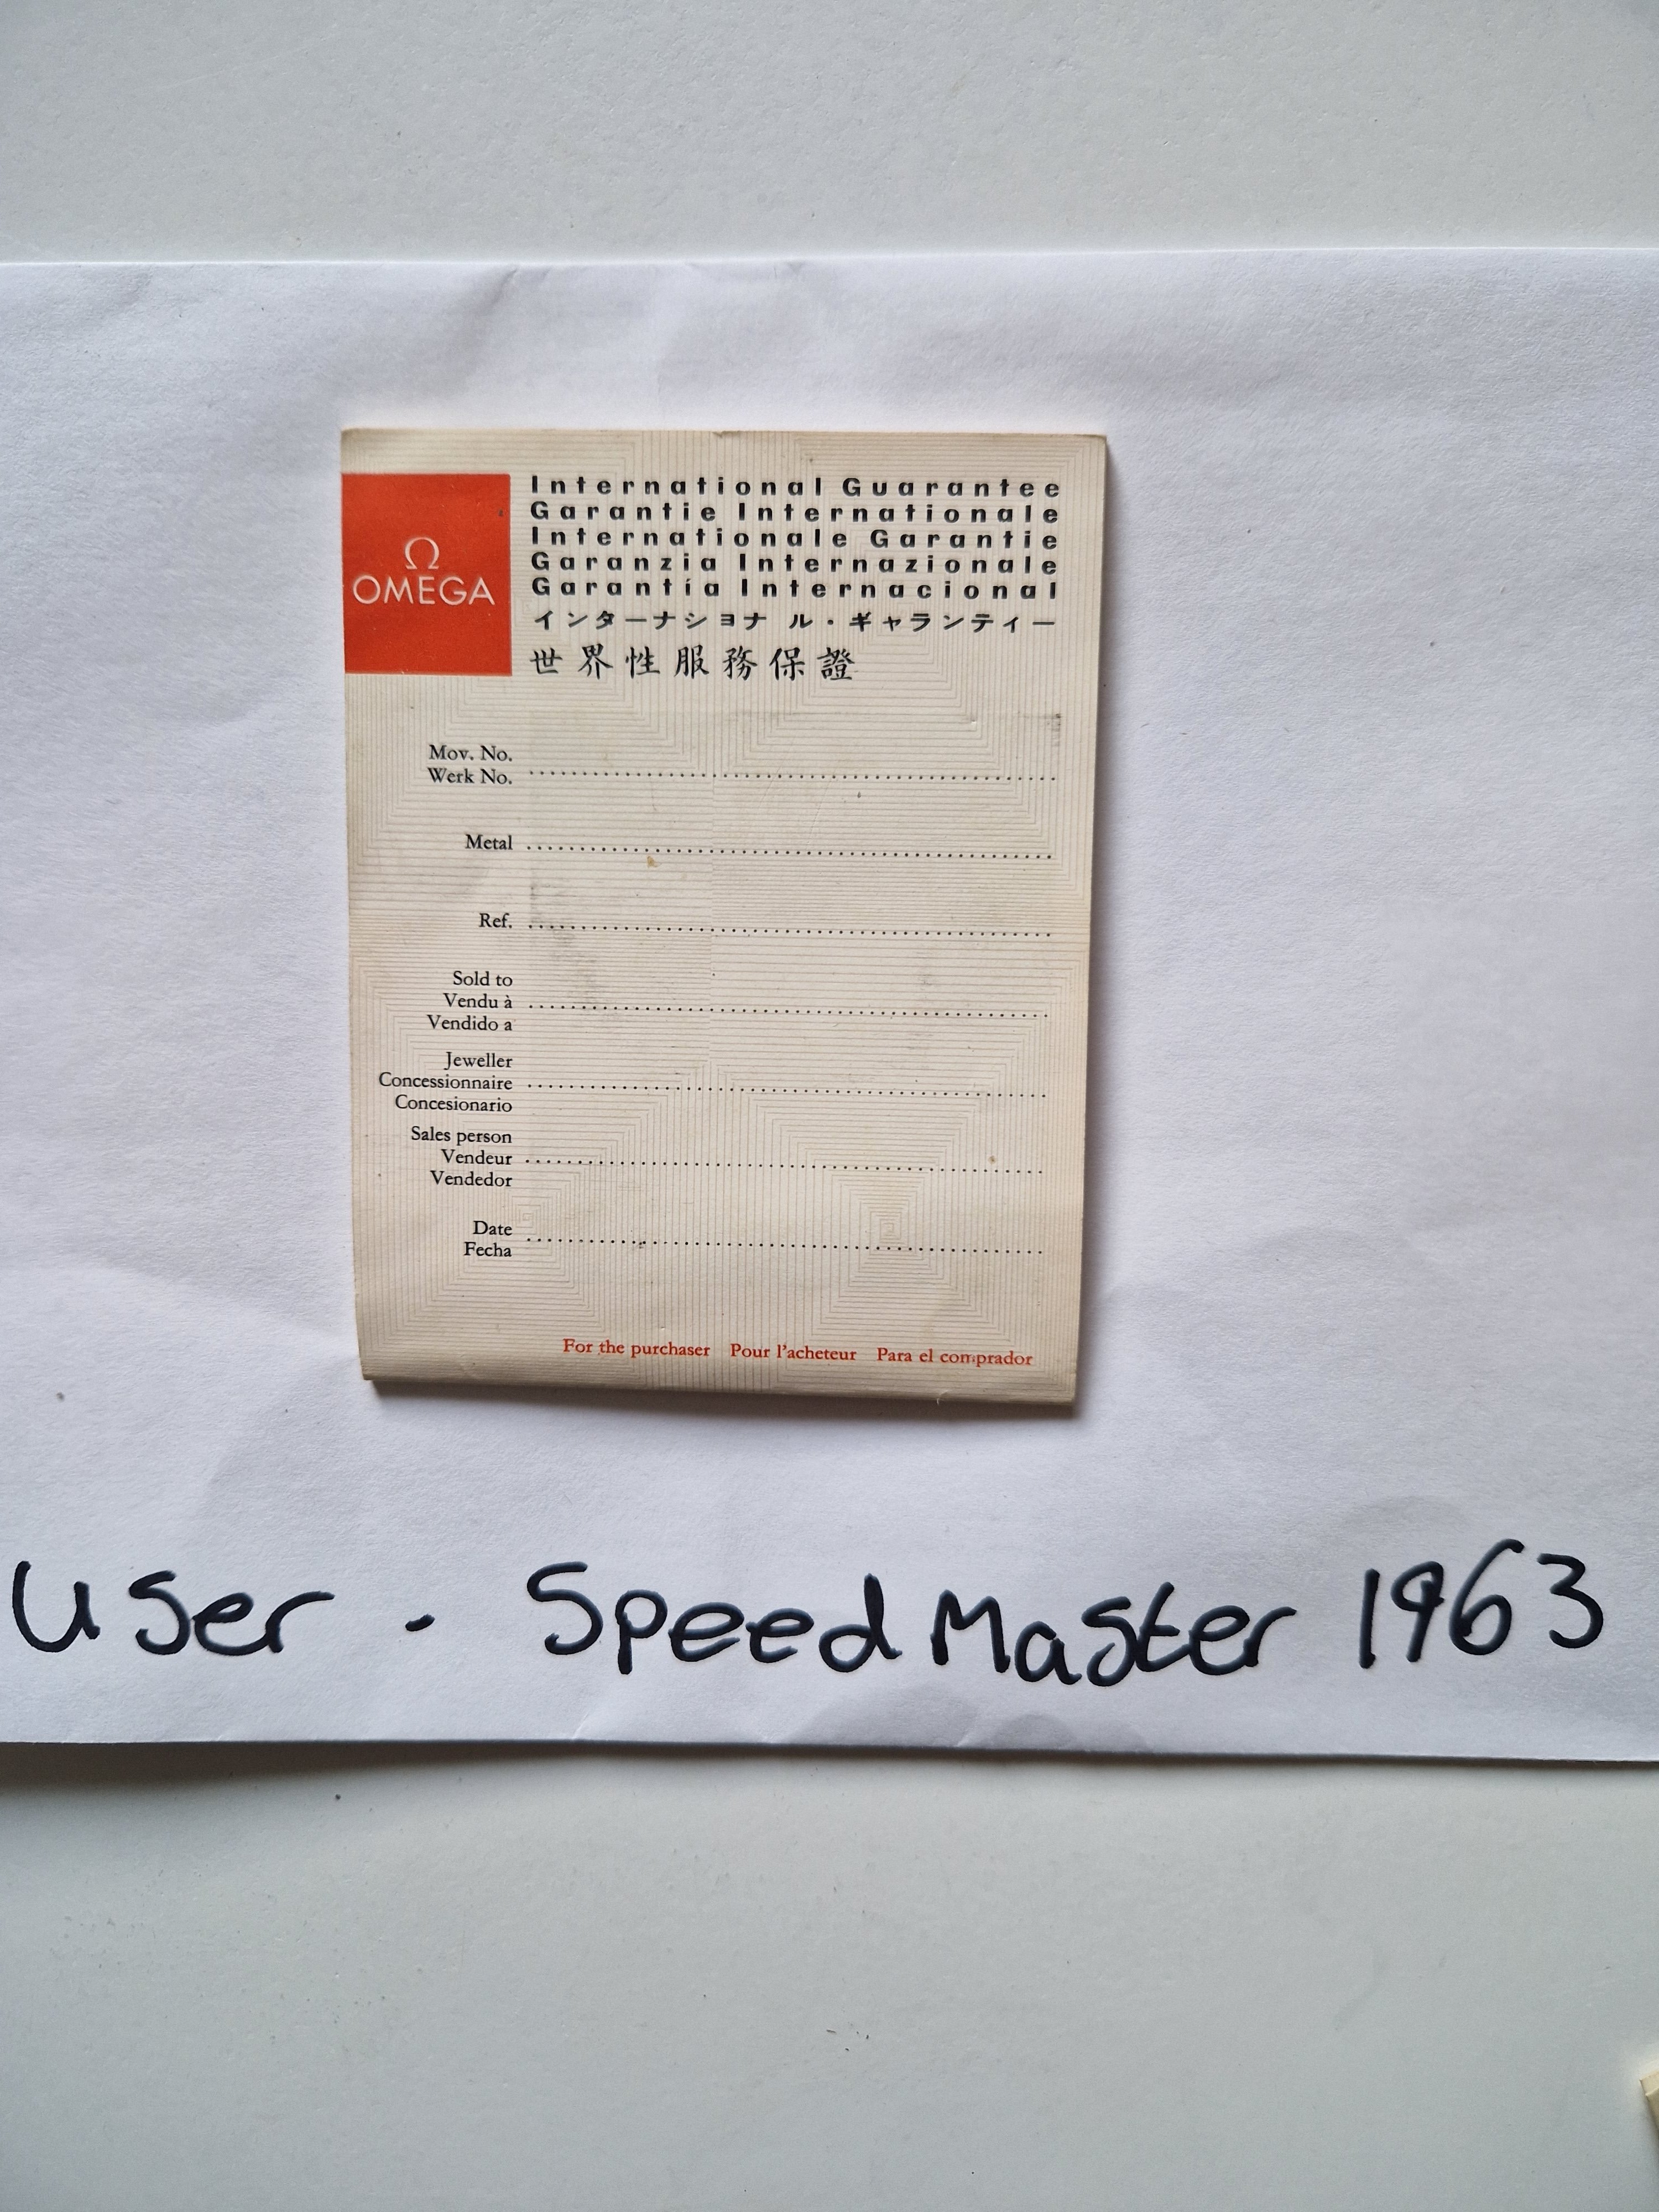 Ω
OMEGA
International Guarantee
Garantie Internationale
Internationale Garantie
Garanzia Internazionale
Garantía Internacional
インターナショナル・ギャランティー
世界性服務保證
Mov. No.
Werk No.
Metal
Ref.
Sold to
Vendu à
Vendido a
Jeweller
Concessionnaire
Concesionario
Sales person
Vendeur
Vendedor
Date
Fecha
For the purchaser Pour l'acheteur Para el comprador
User - SpeedMaster 1963